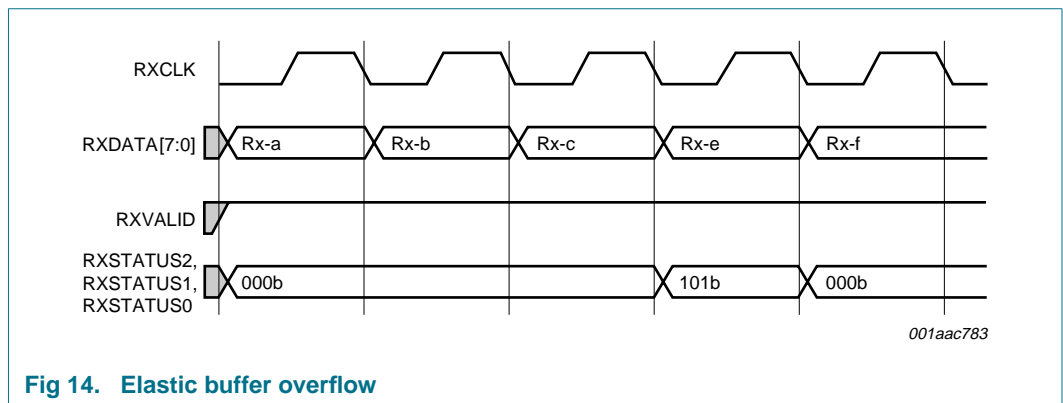 RXCLK
RXDATA[7:0] Rx-a Rx-b Rx-c Rx-e Rx-f
RXVALID
RXSTATUS2,
RXSTATUS1, 000b 101b 000b
RXSTATUS0
001aac783
Fig 14. Elastic buffer overflow